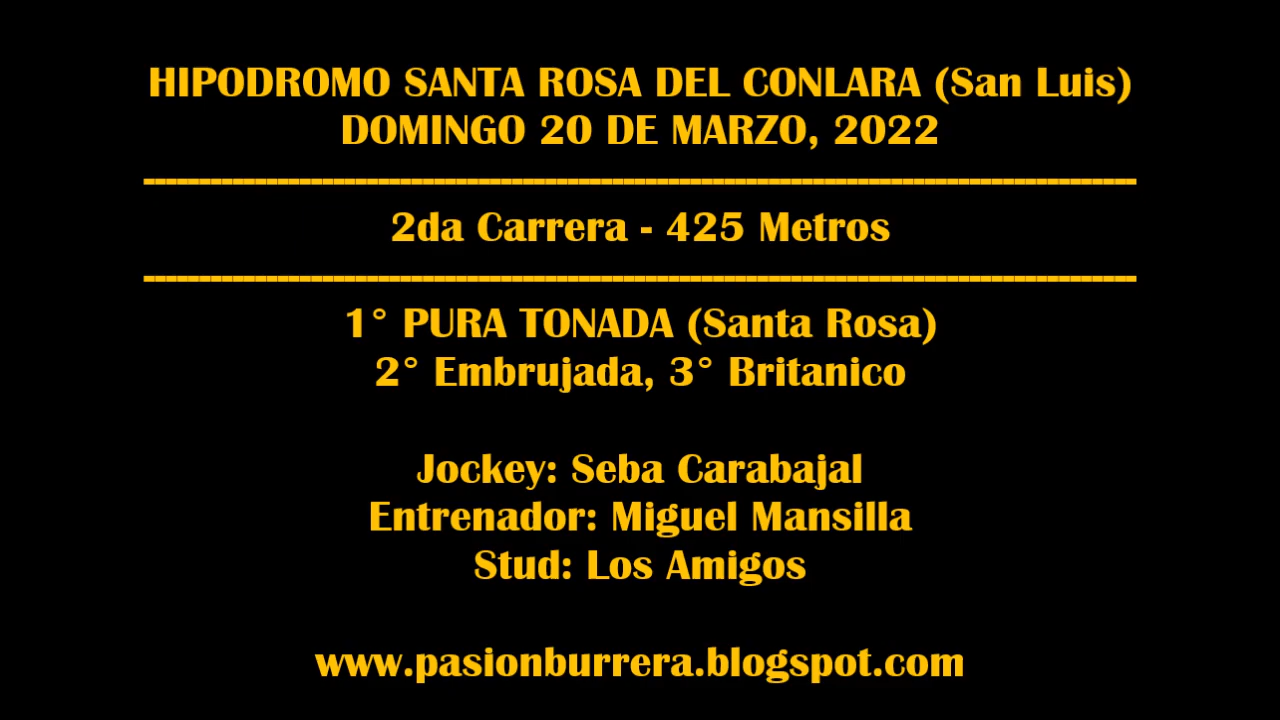 HIPODROMO SANTA ROSA DEL CONLARA (San Luis)
DOMINGO 20 DE MARZO, 2022
2da Carrera - 425 Metros
1° PURA TONADA (Santa Rosa)
2° Embrujada, 3° Britanico
Jockey: Seba Carabajal
Entrenador: Miguel Mansilla
Stud: Los Amigos
www.pasionburrera.blogspot.com